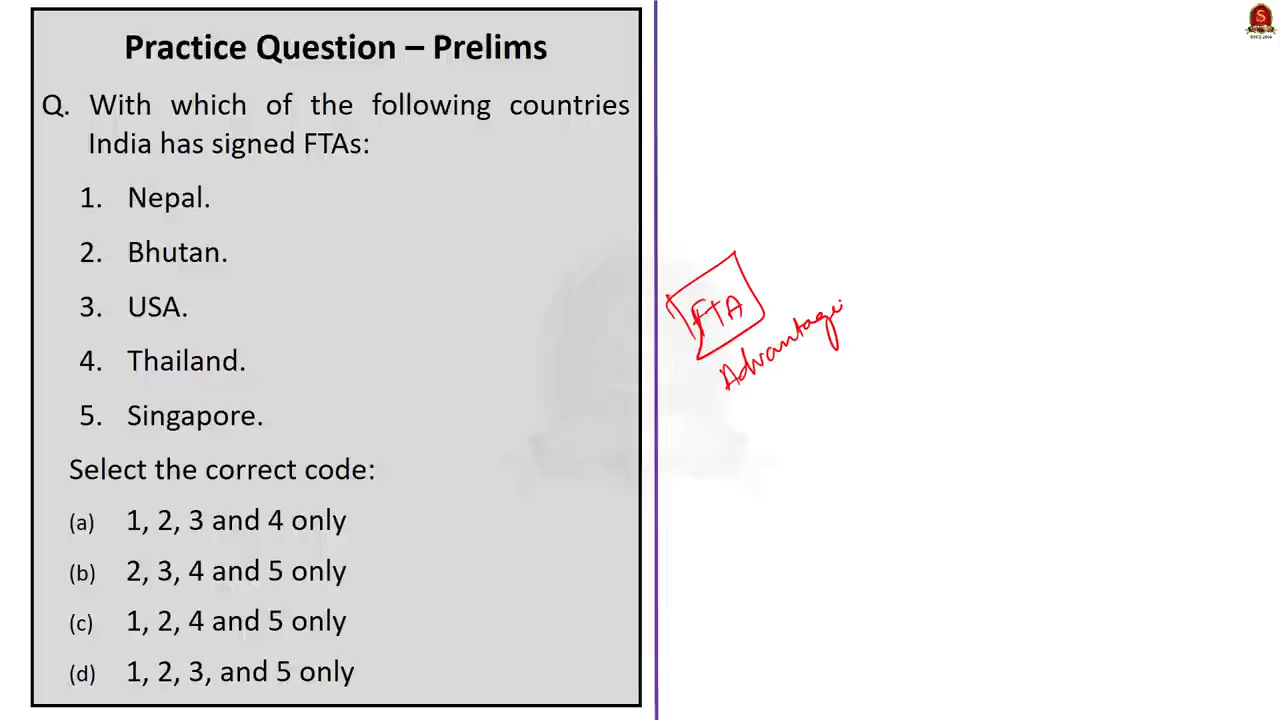 Practice Question – Prelims
Q. With which of the following countries
India has signed FTAs:
1. Nepal.
2. Bhutan.
3. USA.
4. Thailand.
5. Singapore.
Select the correct code:
(a) 1, 2, 3 and 4 only
(b) 2, 3, 4 and 5 only
(c) 1, 2, 4 and 5 only
(d) 1, 2, 3, and 5 only
FTA
Advantage